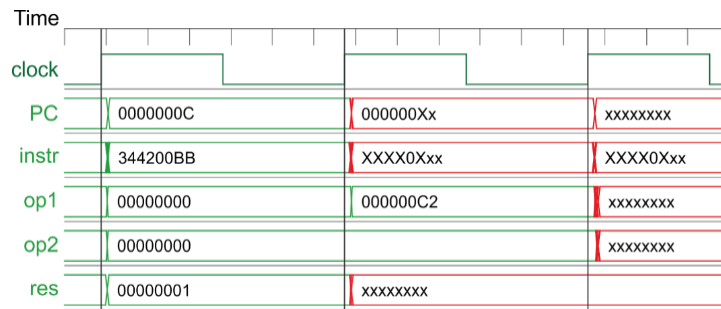 Time
clock
PC 0000000C 000000Xx xxxxxxxx
instr 344200BB XXXX0Xxx XXXX0Xxx
op1 00000000 000000C2 xxxxxxxx
op2 00000000 xxxxxxxx
res 00000001 xxxxxxxx